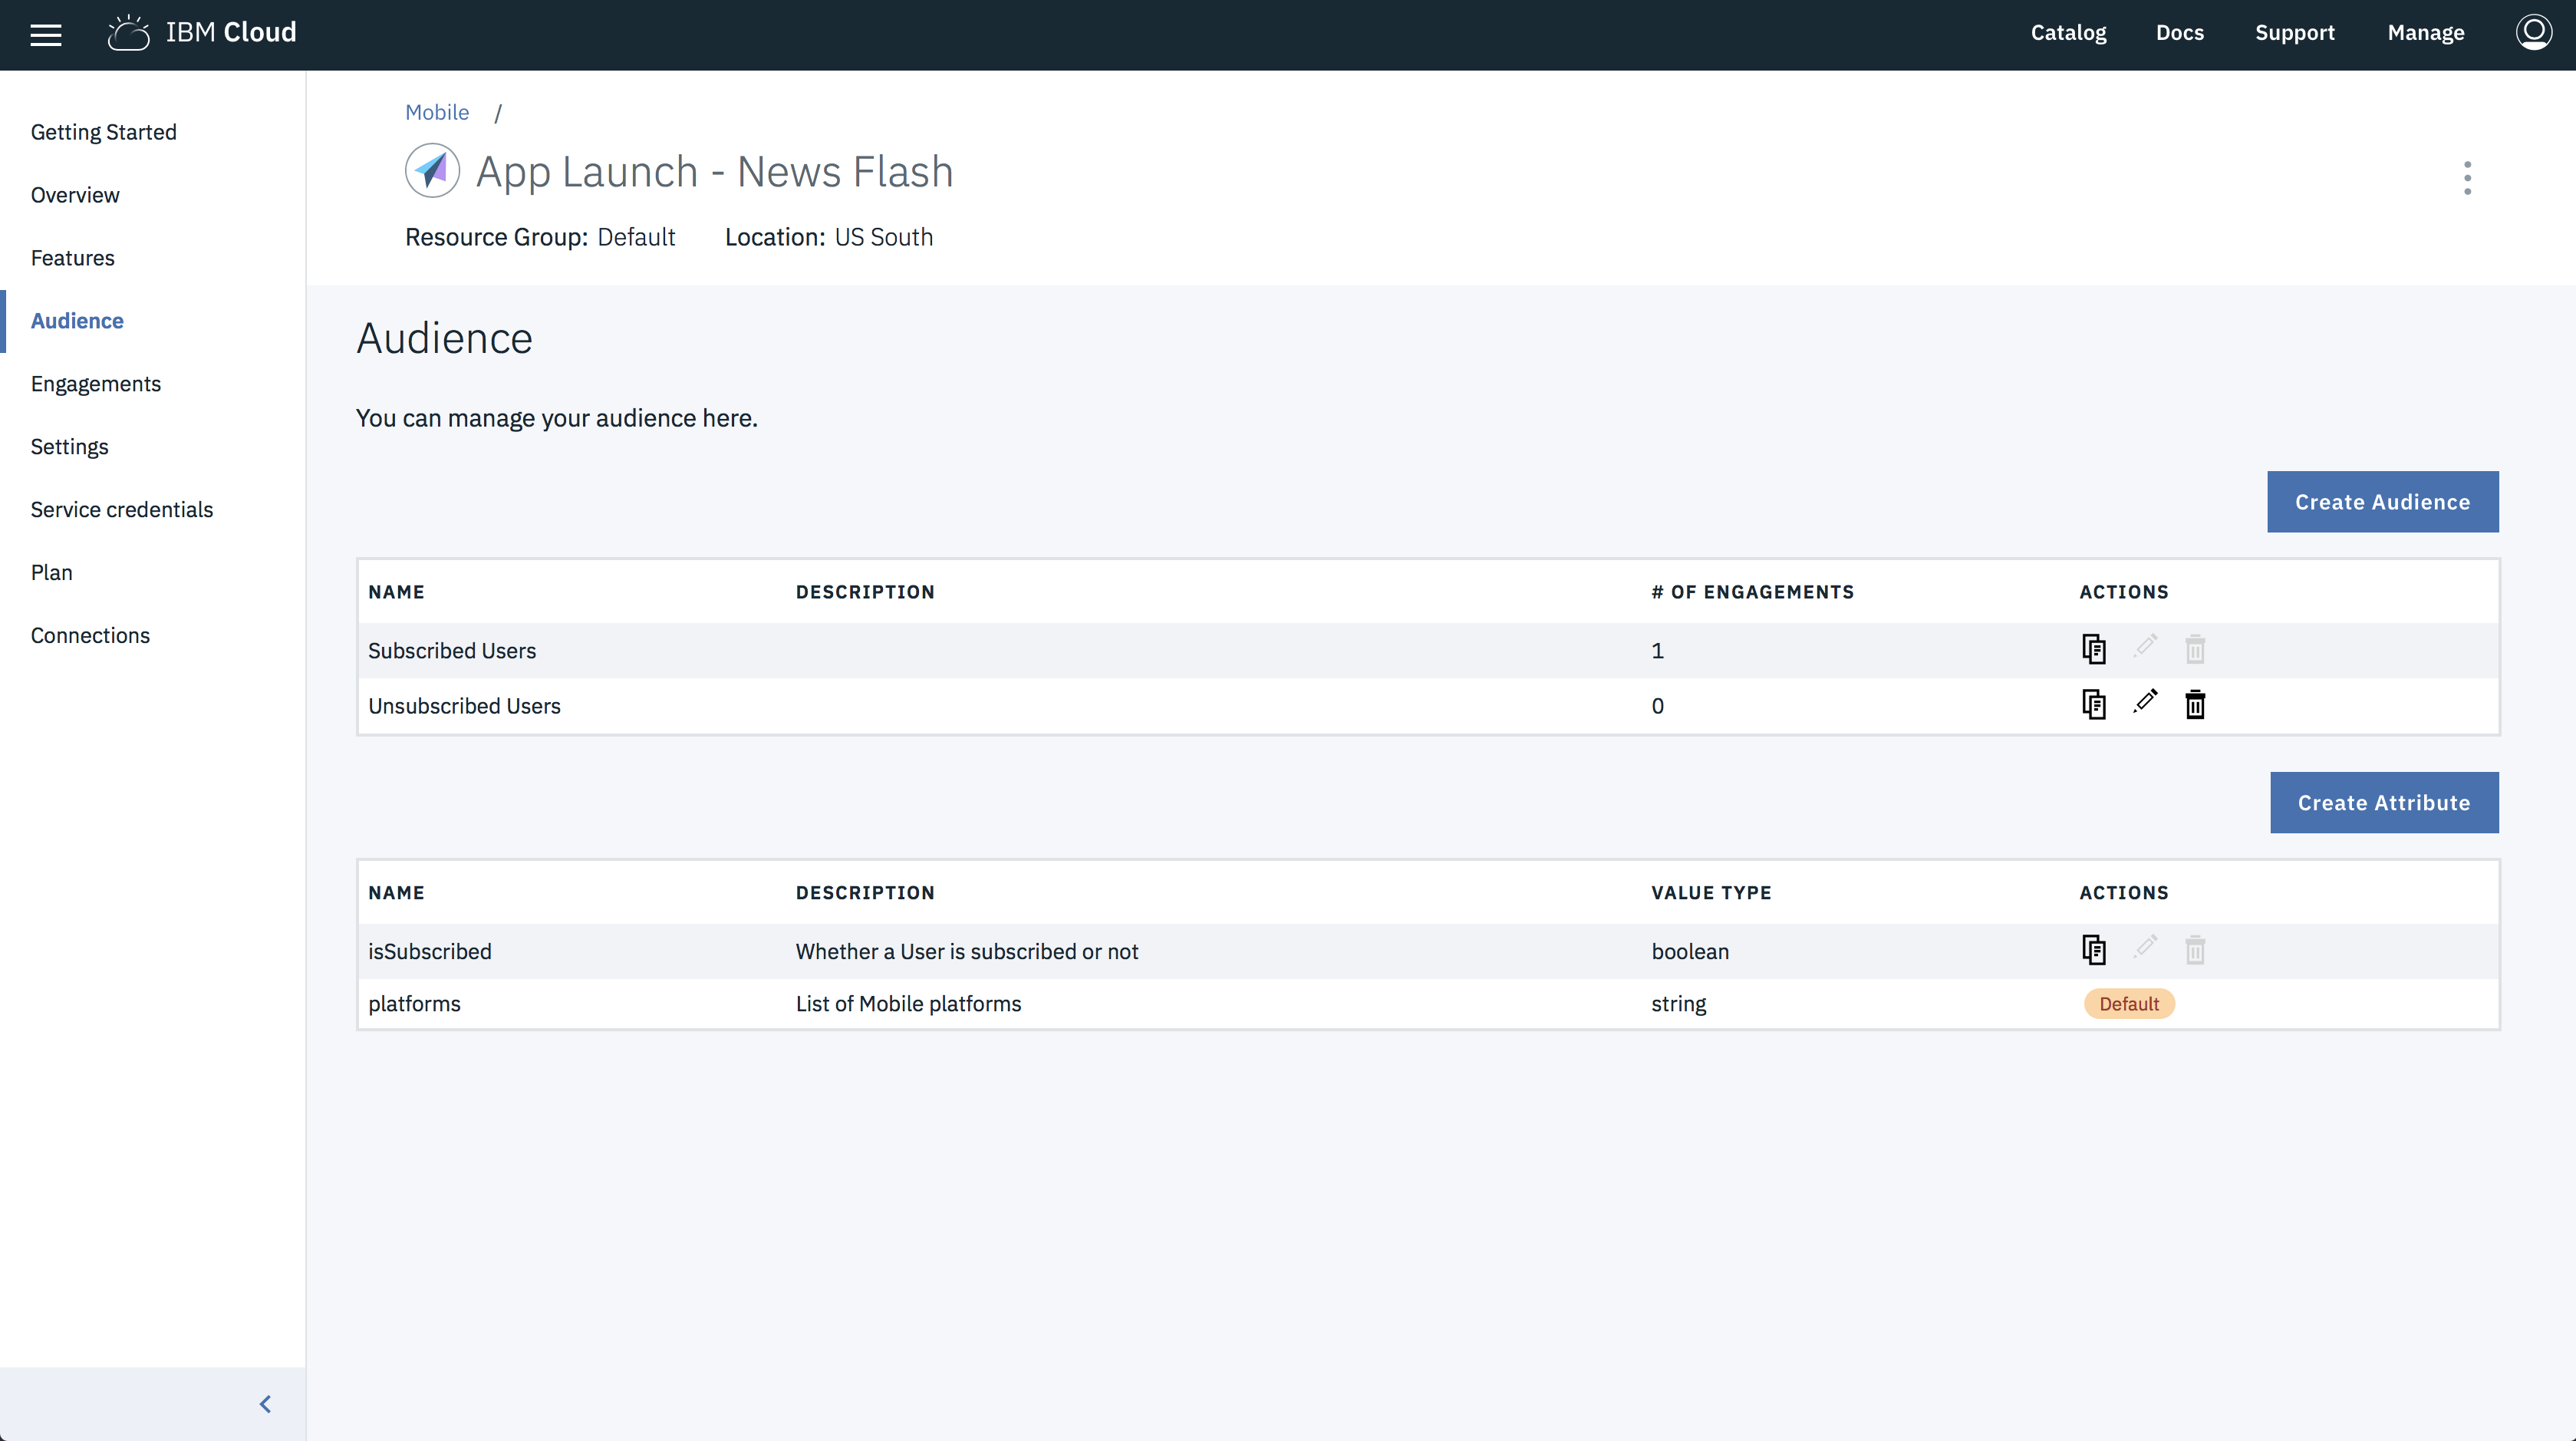 IBM Cloud
Catalog Docs Support Manage
Getting Started
Overview
Features
Audience
Engagements
Settings
Service credentials
Plan
Connections
Mobile /
App Launch - News Flash
Resource Group: Default Location: US South
Audience
You can manage your audience here.
Create Audience
NAME DESCRIPTION # OF ENGAGEMENTS ACTIONS
Subscribed Users 1
Unsubscribed Users 0
Create Attribute
NAME DESCRIPTION VALUE TYPE ACTIONS
isSubscribed Whether a User is subscribed or not boolean
platforms List of Mobile platforms string Default